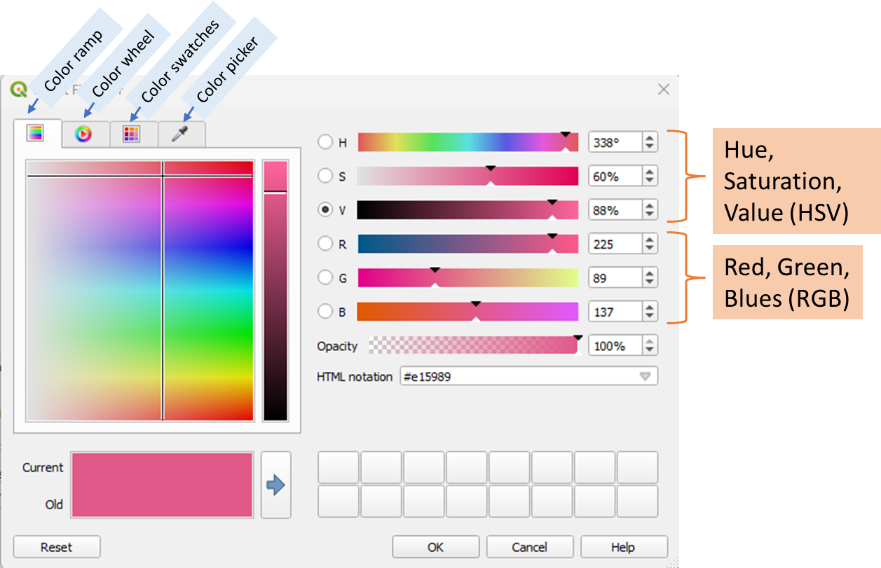 Color ramp
Color wheel
Color swatches
Color picker
H
338°
S
60%
V
88%
R
225
G
89
B
137
Opacity
100%
HTML notation
#e15989
Hue,
Saturation,
Value (HSV)
Red, Green,
Blues (RGB)
Current
Old
Reset
OK
Cancel
Help